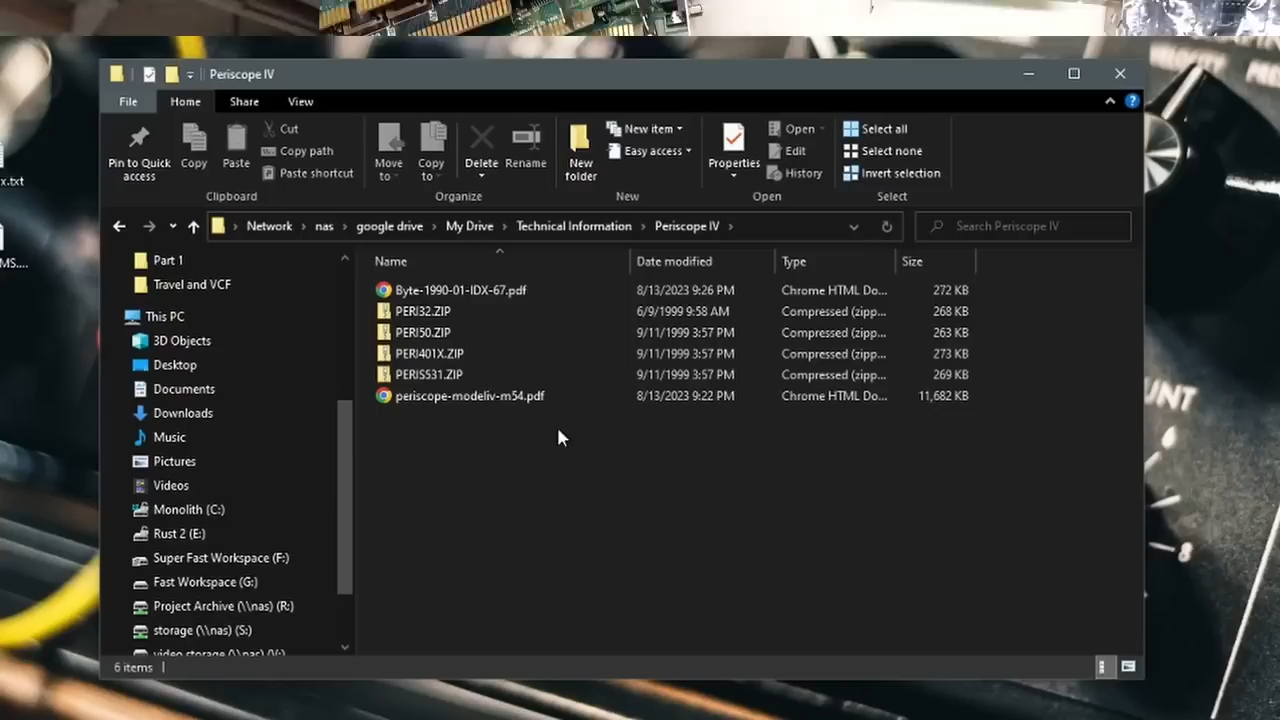 Periscope IV
File Home Share View
Pin to Quick access
Copy
Paste
Cut
Copy path
Paste shortcut
Clipboard
Move to
Copy to
Delete
Rename
Organize
New folder
New item
Easy access
New
Properties
Open
Edit
History
Open
Select all
Select none
Invert selection
Select
Network > nas > google drive > My Drive > Technical Information > Periscope IV >
Search Periscope IV
x.txt
MS....
Part 1
Travel and VCF
This PC
3D Objects
Desktop
Documents
Downloads
Music
Pictures
Videos
Monolith (C:)
Rust 2 (E:)
Super Fast Workspace (F:)
Fast Workspace (G:)
Project Archive (\\nas) (R:)
storage (\\nas) (S:)
video storage (\\nas) (V:)
Name Date modified Type Size
Byte-1990-01-IDX-67.pdf 8/13/2023 9:26 PM Chrome HTML Do... 272 KB
PERI32.ZIP 6/9/1999 9:58 AM Compressed (zipp... 268 KB
PERI50.ZIP 9/11/1999 3:57 PM Compressed (zipp... 263 KB
PERI401X.ZIP 9/11/1999 3:57 PM Compressed (zipp... 273 KB
PERIS531.ZIP 9/11/1999 3:57 PM Compressed (zipp... 269 KB
periscope-modeliv-m54.pdf 8/13/2023 9:22 PM Chrome HTML Do... 11,682 KB
6 items
8